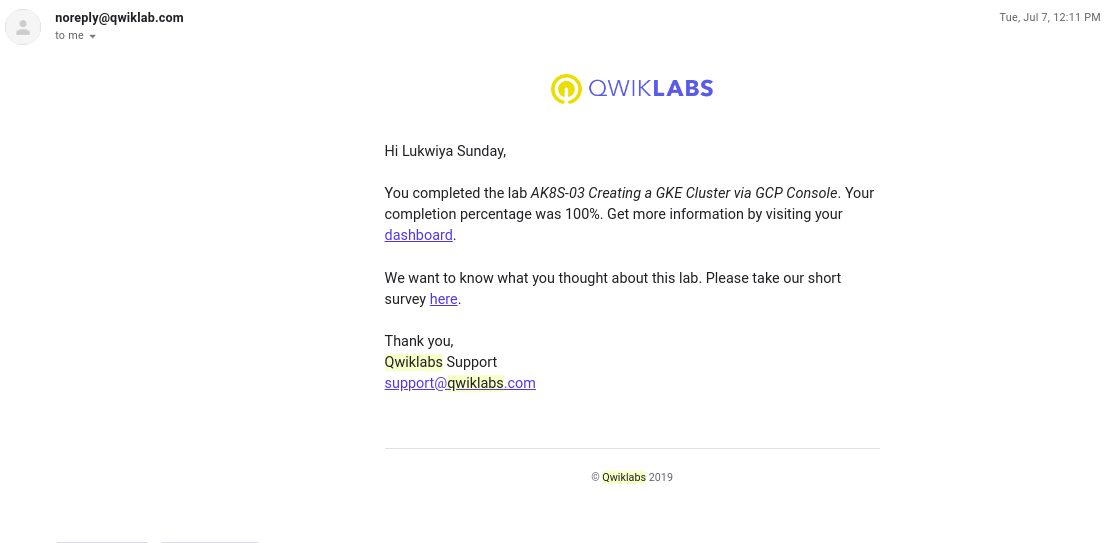 noreply@qwiklab.com
Tue, Jul 7, 12:11 PM
to me
QWIKLABS
Hi Lukwiya Sunday,
You completed the lab AK8S-03 Creating a GKE Cluster via GCP Console. Your
completion percentage was 100%. Get more information by visiting your
dashboard.
We want to know what you thought about this lab. Please take our short
survey here.
Thank you,
Qwiklabs Support
support@qwiklabs.com
© Qwiklabs 2019